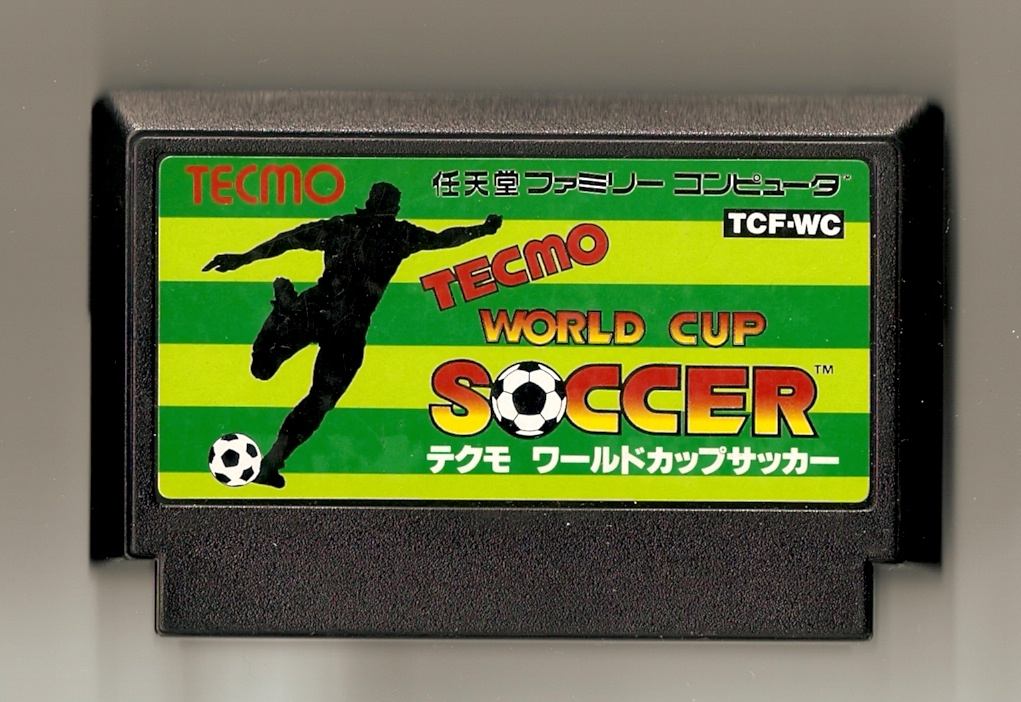 TECMO
任天堂 ファミリー コンピュータ™
TCF-WC
TECMO
WORLD CUP
SOCCER™
テクモ ワールドカップサッカー